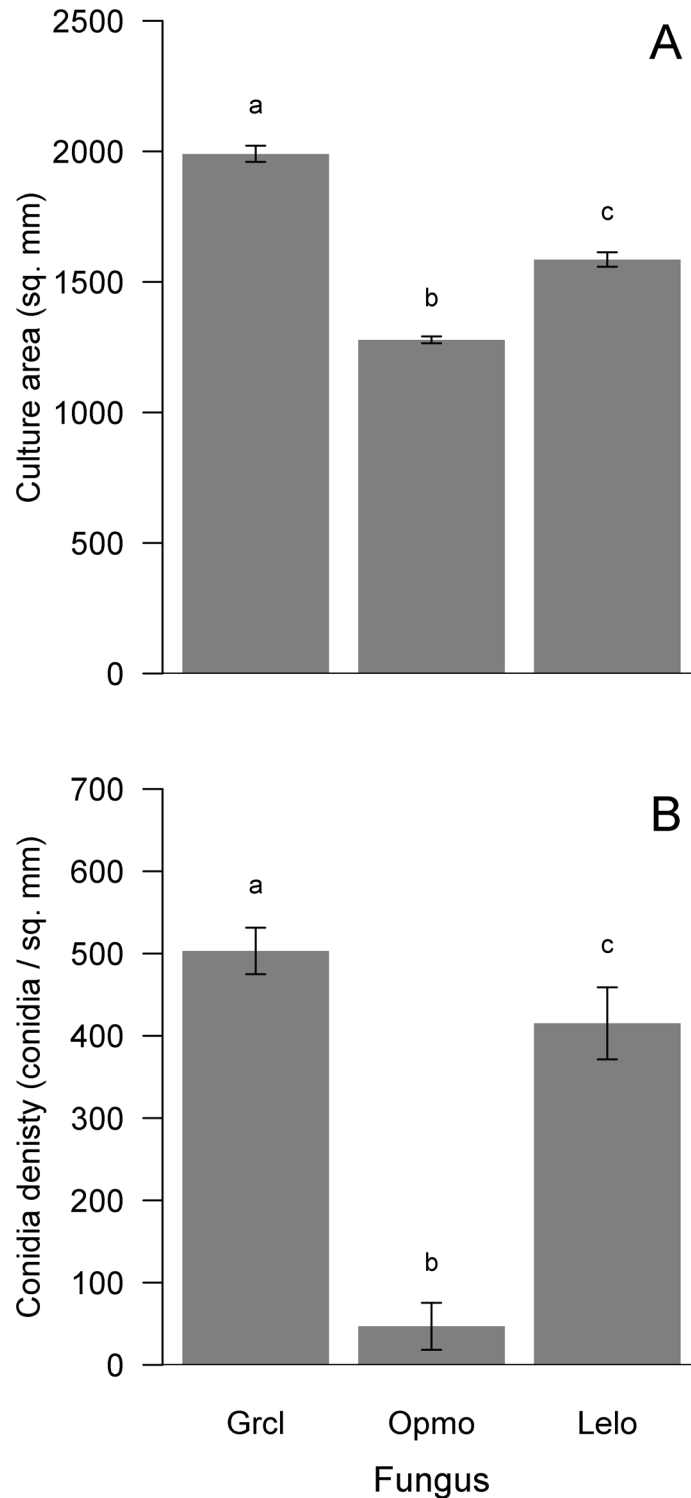 A
2500
2000
1500
1000
500
0
Culture area (sq. mm)
a
b
c
B
700
600
500
400
300
200
100
0
Conidia denisty (conidia / sq. mm)
a
b
c
Grcl Opmo Lelo
Fungus